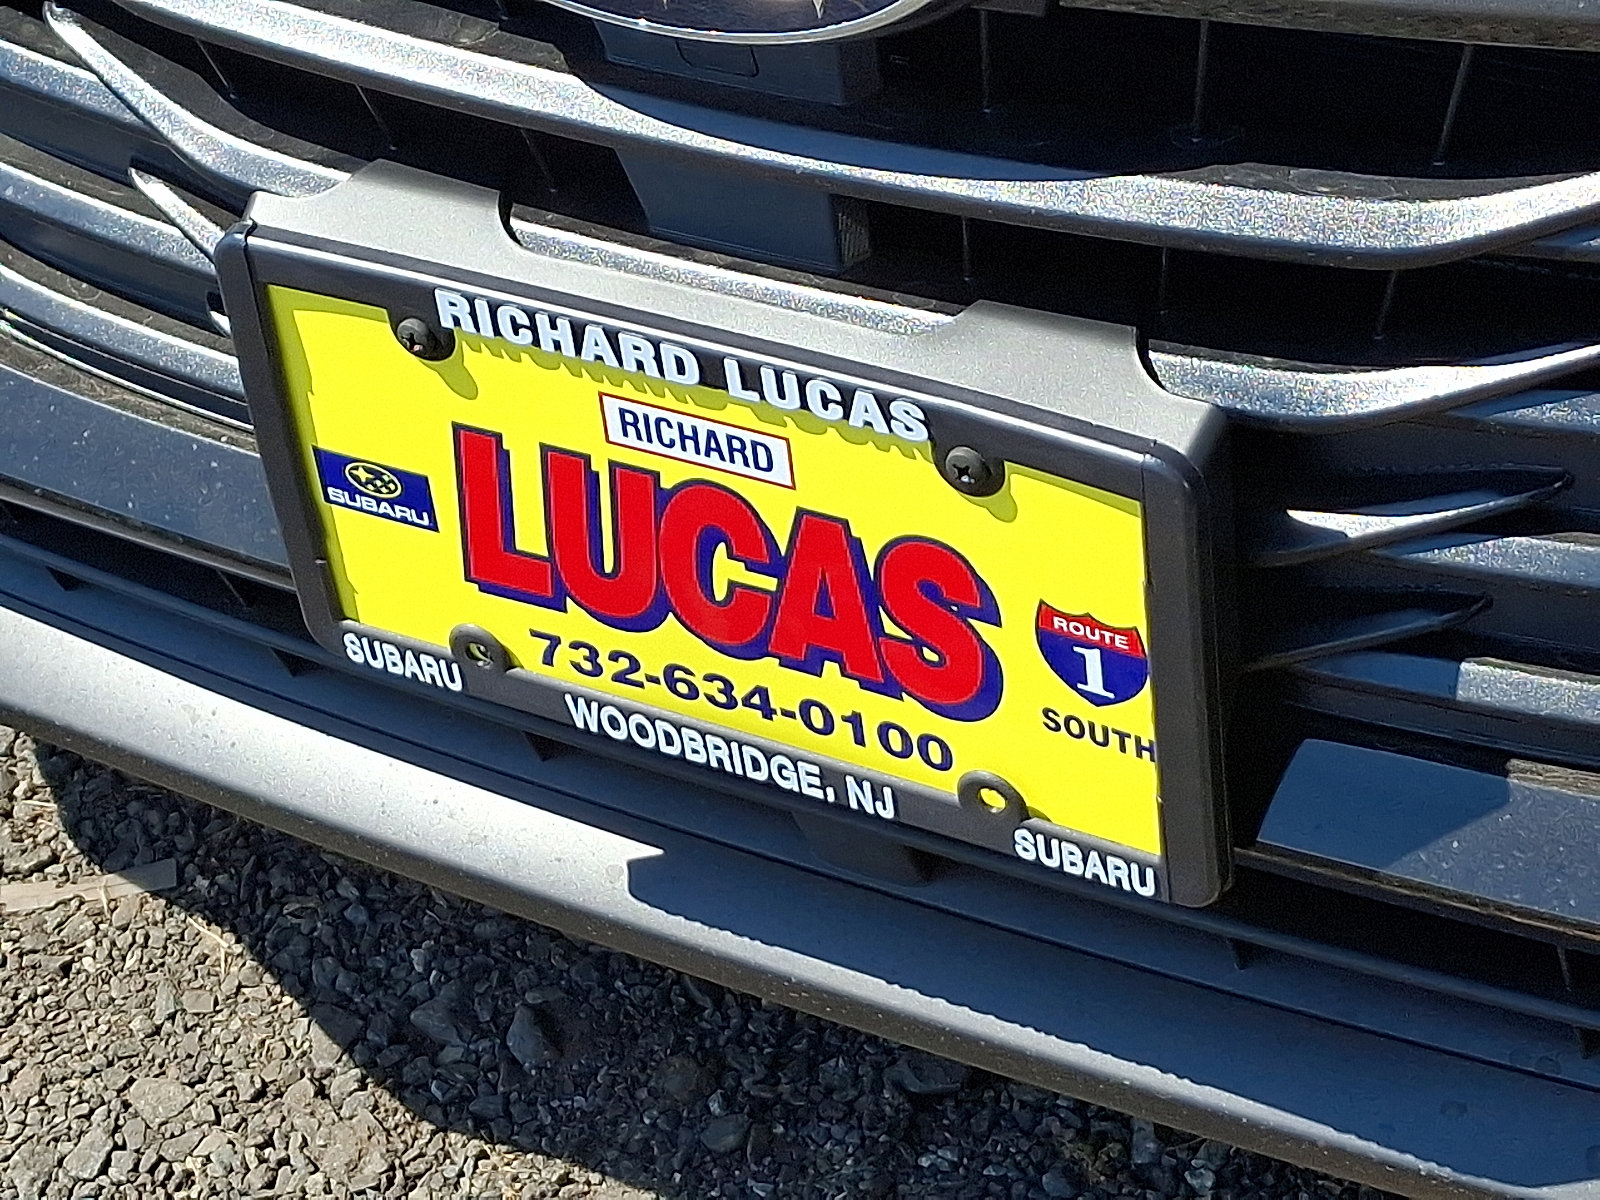 RICHARD LUCAS
RICHARD
LUCAS
SUBARU
732-634-0100
ROUTE
1
SOUTH
SUBARU
WOODBRIDGE, NJ
SUBARU